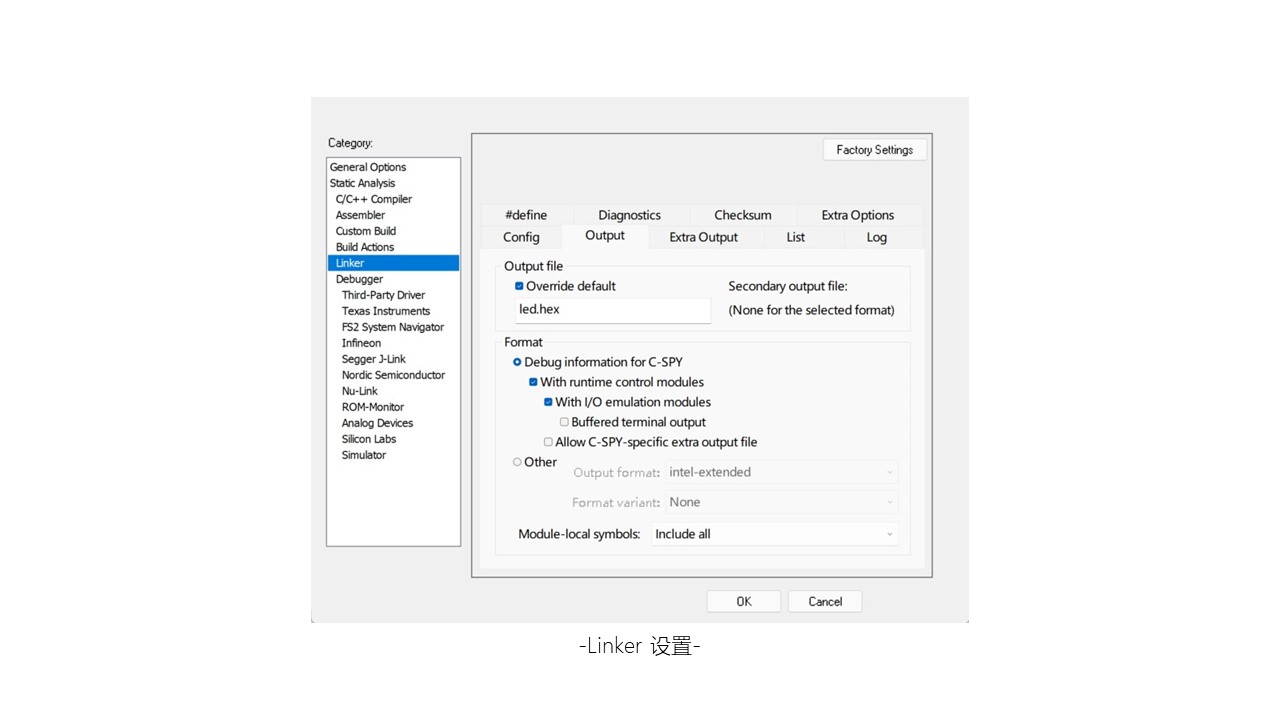 Category:
General Options
Static Analysis
C/C++ Compiler
Assembler
Custom Build
Build Actions
Linker
Debugger
Third-Party Driver
Texas Instruments
FS2 System Navigator
Infineon
Segger J-Link
Nordic Semiconductor
Nu-Link
ROM-Monitor
Analog Devices
Silicon Labs
Simulator
Factory Settings
#define Diagnostics Checksum Extra Options
Config Output Extra Output List Log
Output file
Override default Secondary output file:
led.hex (None for the selected format)
Format
Debug information for C-SPY
With runtime control modules
With I/O emulation modules
Buffered terminal output
Allow C-SPY-specific extra output file
Other
Output format: intel-extended
Format variant: None
Module-local symbols: Include all
OK Cancel
-Linker 设置-